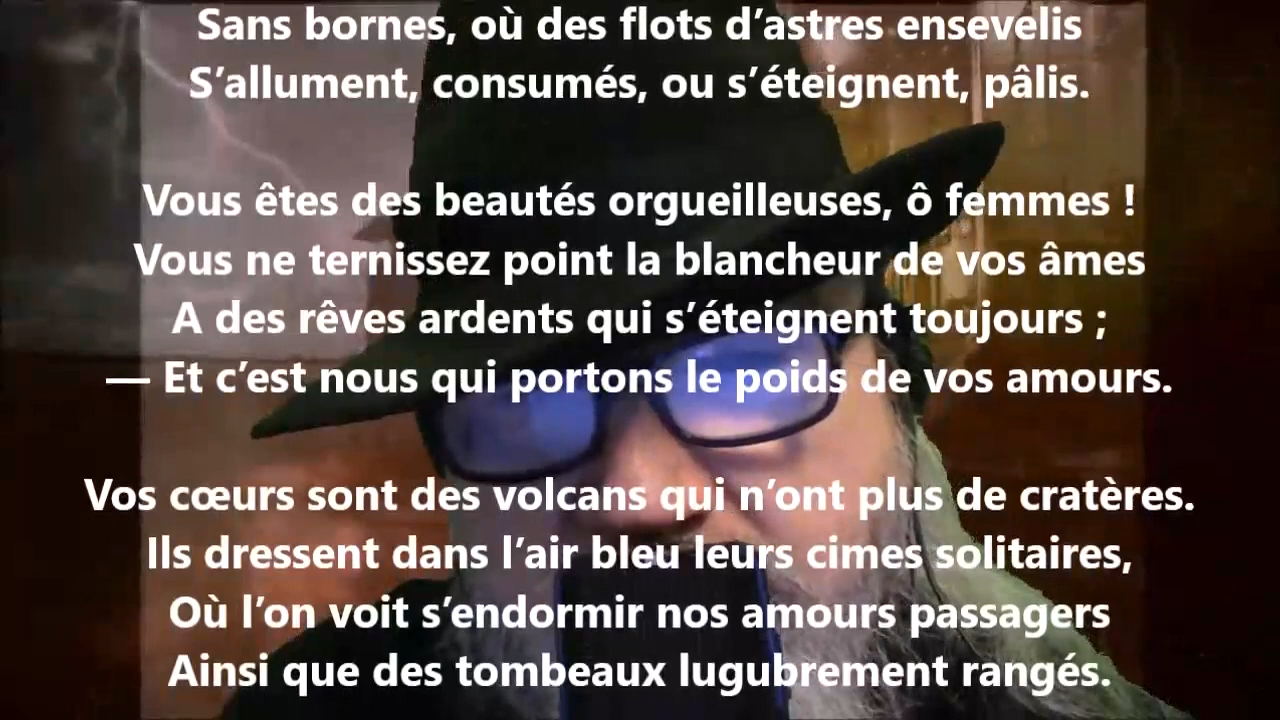 Sans bornes, où des flots d’astres ensevelis
S’allument, consumés, ou s’éteignent, pâlis.
Vous êtes des beautés orgueilleuses, ô femmes !
Vous ne ternissez point la blancheur de vos âmes
A des rêves ardents qui s’éteignent toujours ;
— Et c’est nous qui portons le poids de vos amours.
Vos cœurs sont des volcans qui n’ont plus de cratères.
Ils dressent dans l’air bleu leurs cimes solitaires,
Où l’on voit s’endormir nos amours passagers
Ainsi que des tombeaux lugubrement rangés.